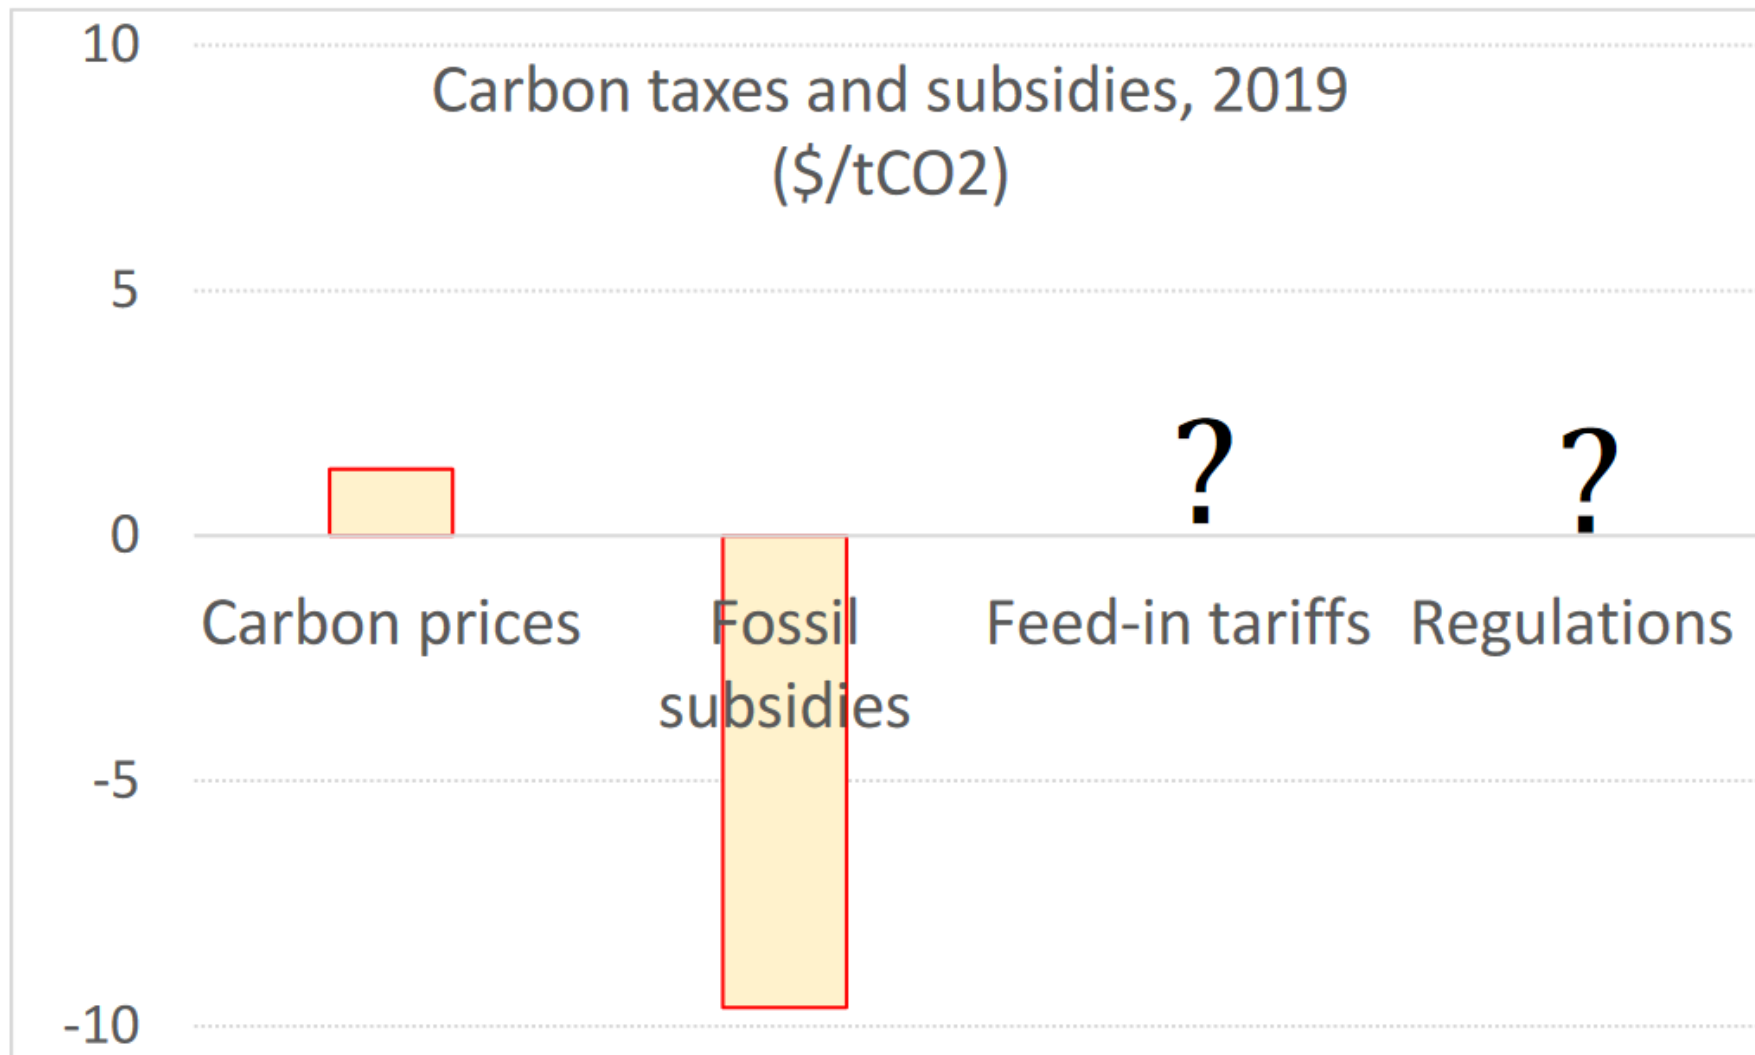 10
Carbon taxes and subsidies, 2019
($/tCO2)
5
? ?
0
Carbon prices Fossil subsidies Feed-in tariffs Regulations
-5
-10